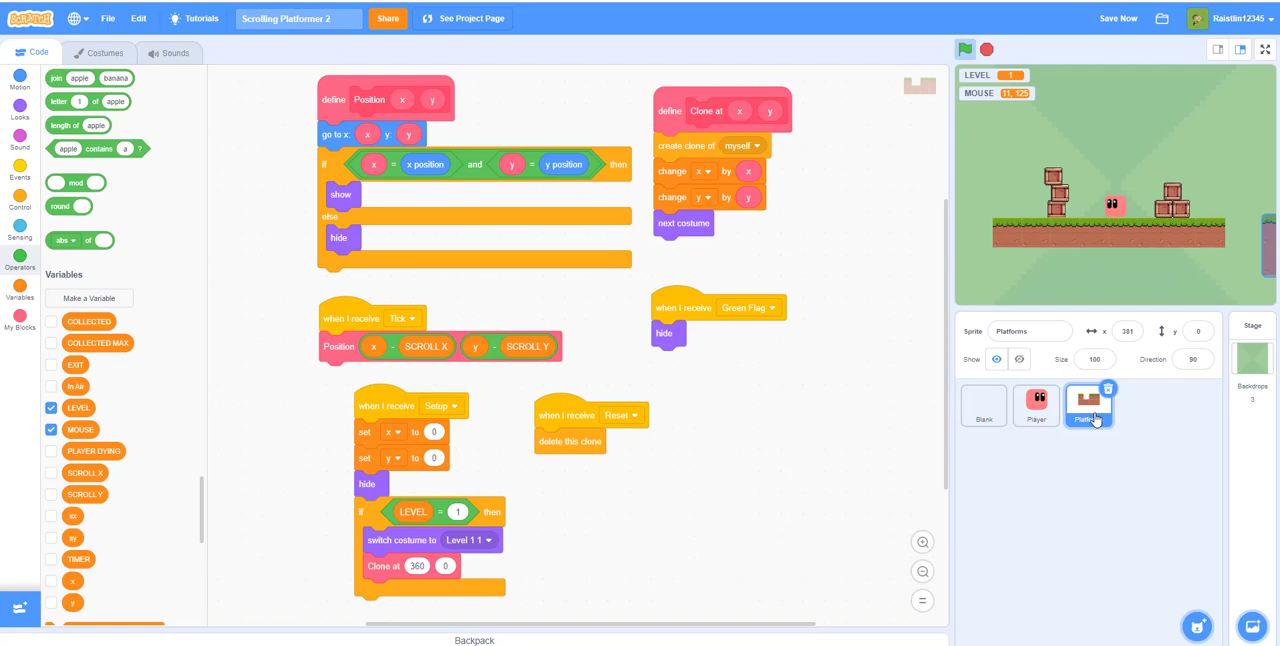 SCRATCH File Edit Tutorials Scrolling Platformer 2 Share See Project Page Save Now Raistlin12345
Code Costumes Sounds
Motion
Looks
Sound
Events
Control
Sensing
Operators
Variables
My Blocks
join apple banana
letter 1 of apple
length of apple
apple contains a ?
mod
round
abs of
Variables
Make a Variable
COLLECTED
COLLECTED MAX
EXIT
In Air
LEVEL
MOUSE
PLAYER DYING
SCROLL X
SCROLL Y
sx
sy
TIMER
x
y
define Position x y
go to x: x y: y
if x = x position and y = y position then
show
else
hide
when I receive Tick
Position x - SCROLL X y - SCROLL Y
when I receive Setup
set x to 0
set y to 0
hide
if LEVEL = 1 then
switch costume to Level 1 1
Clone at 360 0
when I receive Reset
delete this clone
define Clone at x y
create clone of myself
change x by x
change y by y
next costume
when I receive Green Flag
hide
=
Backpack
LEVEL 1
MOUSE 11, 125
Sprite Platforms x 381 y 0
Show Size 100 Direction 90
Blank
Player
Stage
Backdrops
3